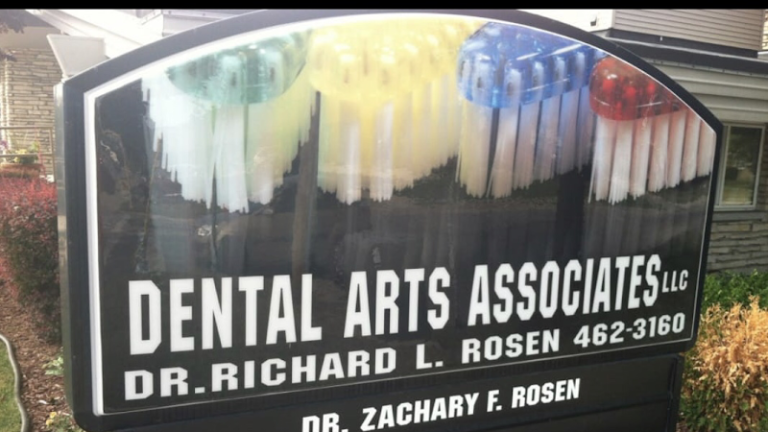 DENTAL ARTS ASSOCIATES LLC
DR. RICHARD L. ROSEN 462-3160
DR. ZACHARY F. ROSEN